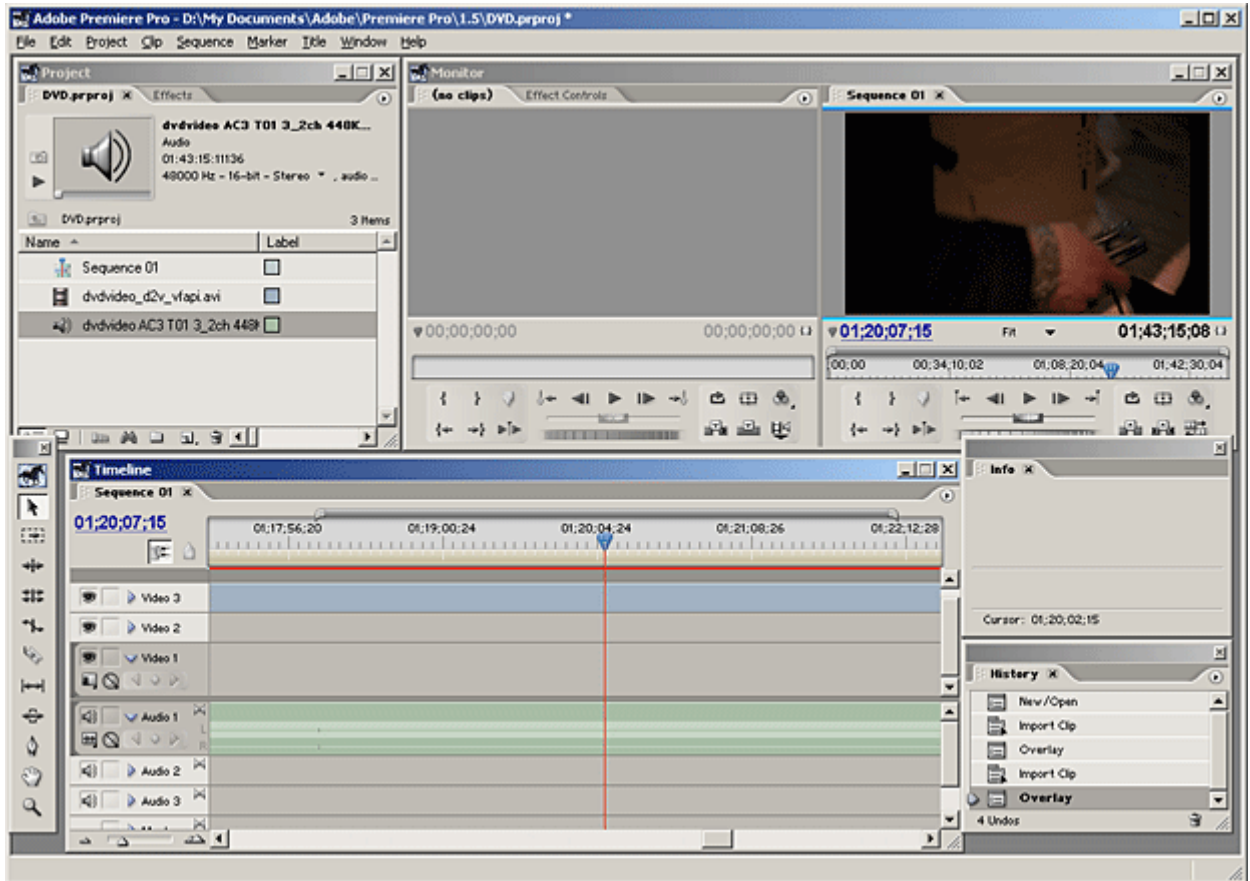 Adobe Premiere Pro - D:\My Documents\Adobe\Premiere Pro\1.5\DVD.prproj *
File Edit Project Clip Sequence Marker Title Window Help
Project
DVD.prproj Effects
dvdvideo AC3 T01 3_2ch 448K...
Audio
01:43:15:11136
48000 Hz - 16-bit - Stereo , audio ...
DVD.prproj 3 Items
Name Label
Sequence 01
dvdvideo_d2v_vfapi.avi
dvdvideo AC3 T01 3_2ch 448K
Monitor
(no clips) Effect Controls
00;00;00;00 00;00;00;00
Sequence 01
01;20;07;15 Fit 01;43;15;08
;00;00 00;34;10;02 01;08;20;04 01;42;30;04
Timeline
Sequence 01
01;20;07;15
01;17;56;20 01;19;00;24 01;20;04;24 01;21;08;26 01;22;12;28
Video 3
Video 2
Video 1
Audio 1
L
R
Audio 2
Audio 3
Info
Cursor: 01;20;02;15
History
New/Open
Import Clip
Overlay
Import Clip
Overlay
4 Undos